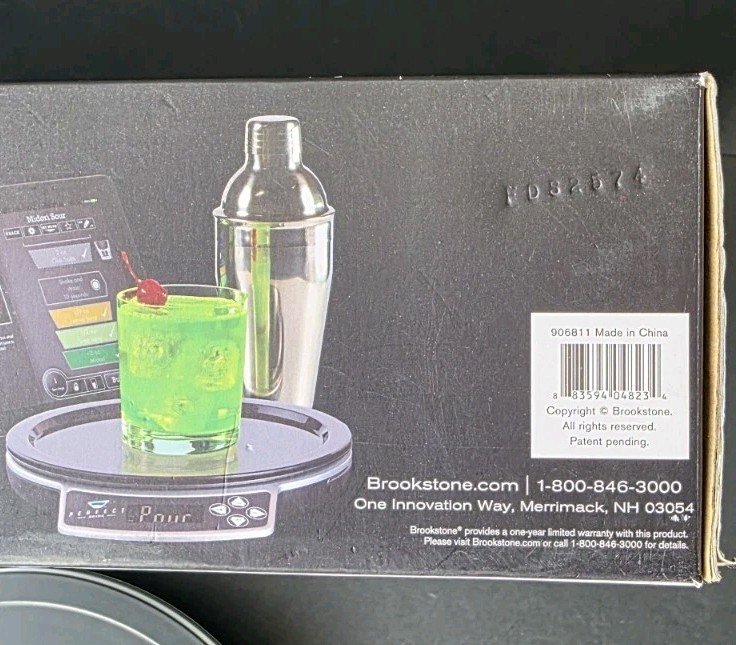 Midori Sour
PERFECT
DRINK
Pour
FD82574
906811 Made in China
8 83594 04823 4
Copyright © Brookstone.
All rights reserved.
Patent pending.
Brookstone.com | 1-800-846-3000
One Innovation Way, Merrimack, NH 03054
Brookstone® provides a one-year limited warranty with this product.
Please visit Brookstone.com or call 1-800-846-3000 for details.